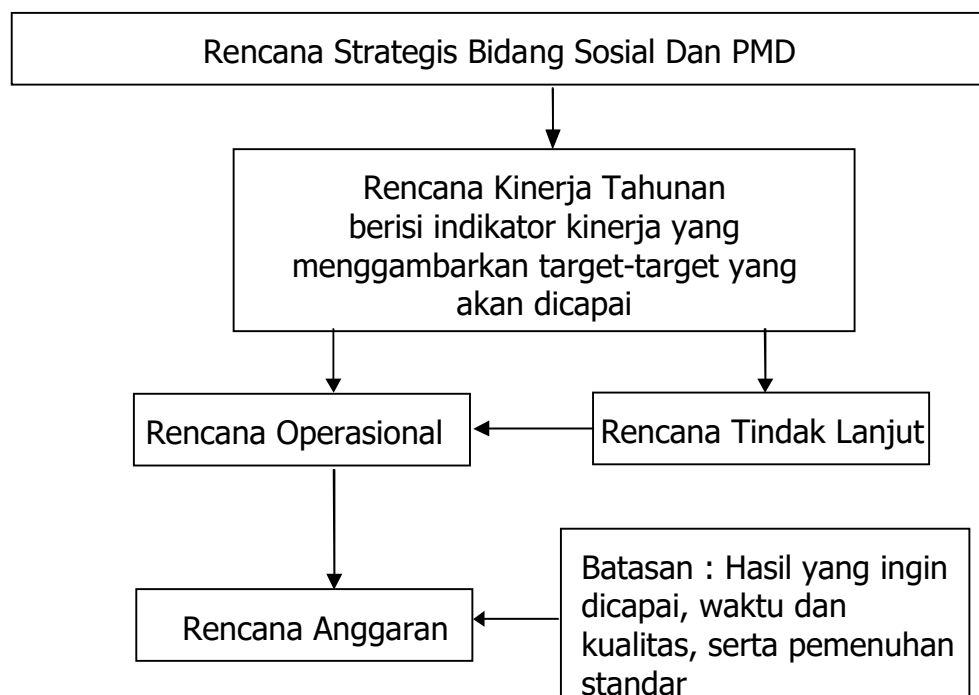 Rencana Strategis Bidang Sosial Dan PMD
Rencana Kinerja Tahunan
berisi indikator kinerja yang
menggambarkan target-target yang
akan dicapai
Rencana Operasional
Rencana Tindak Lanjut
Rencana Anggaran
Batasan : Hasil yang ingin
dicapai, waktu dan
kualitas, serta pemenuhan
standar